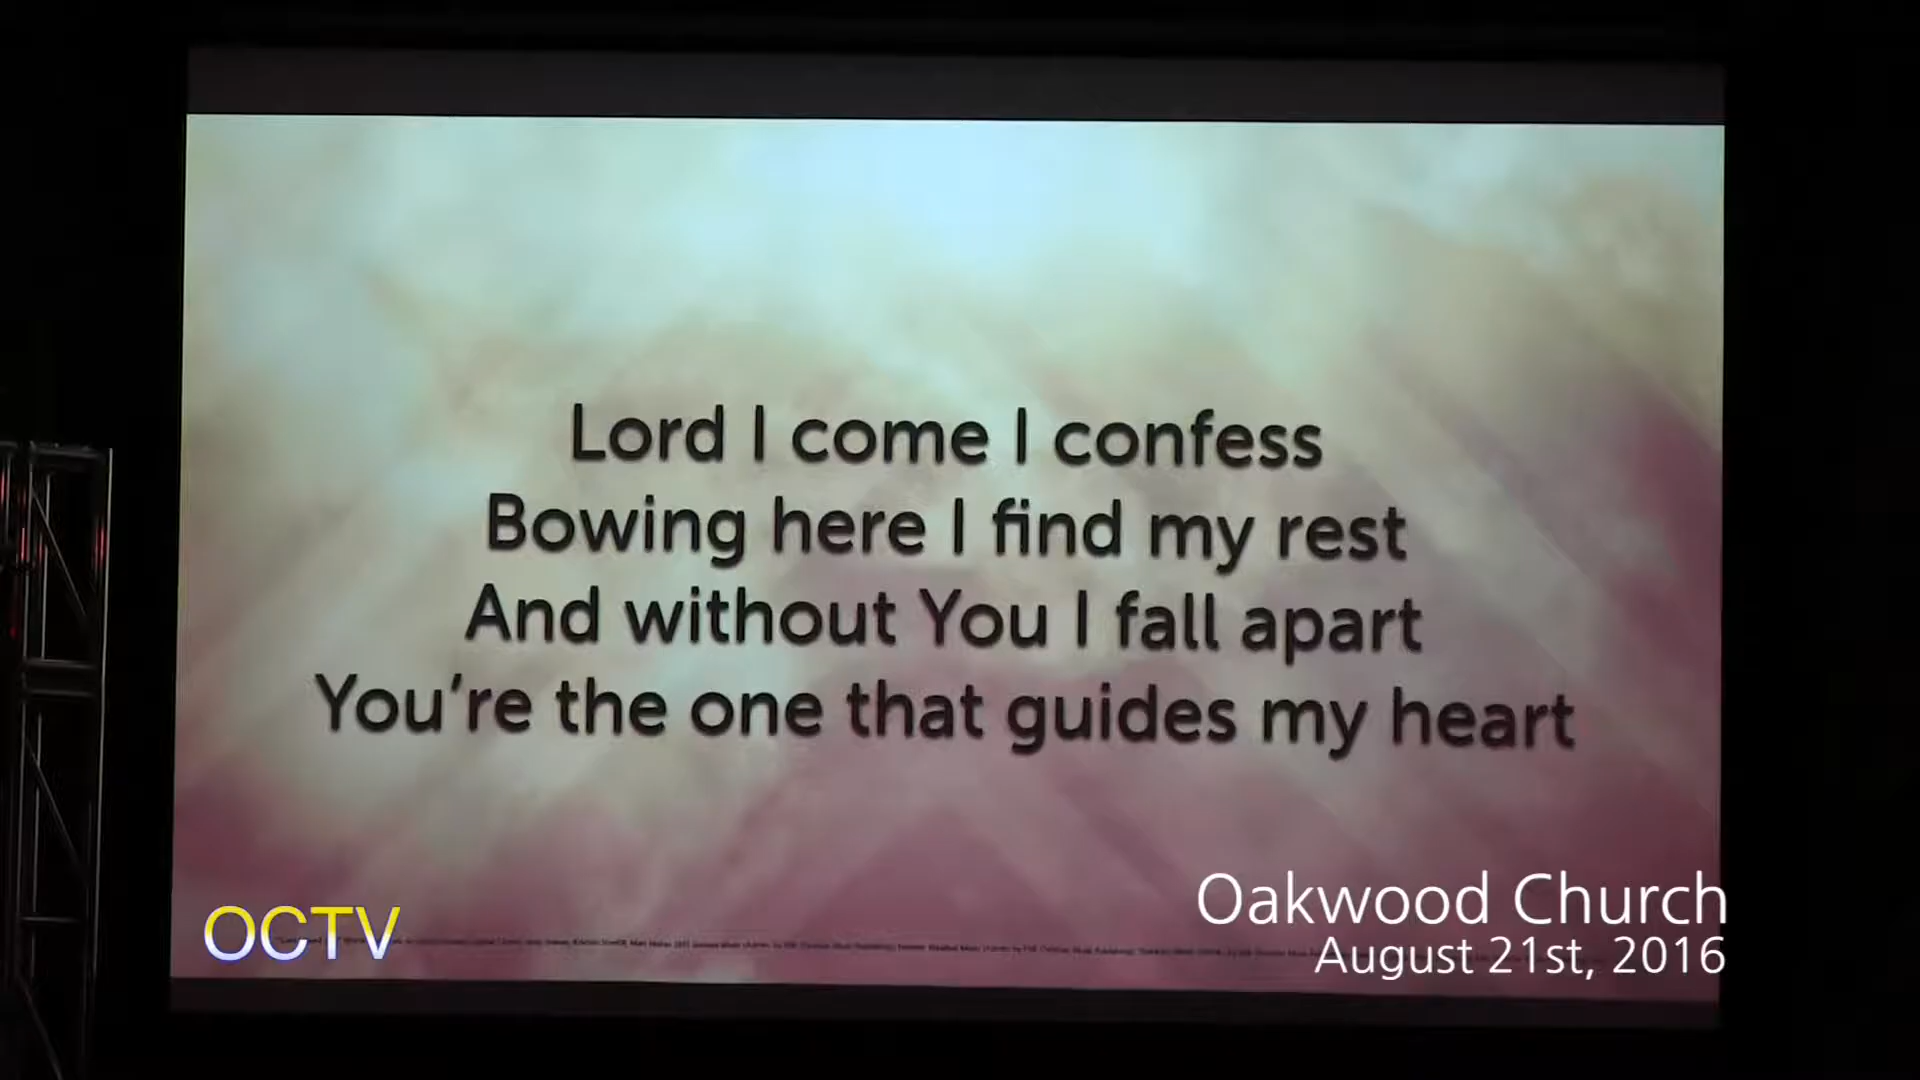 Lord I come I confess
Bowing here I find my rest
And without You I fall apart
You're the one that guides my heart
OCTV
Oakwood Church
August 21st, 2016